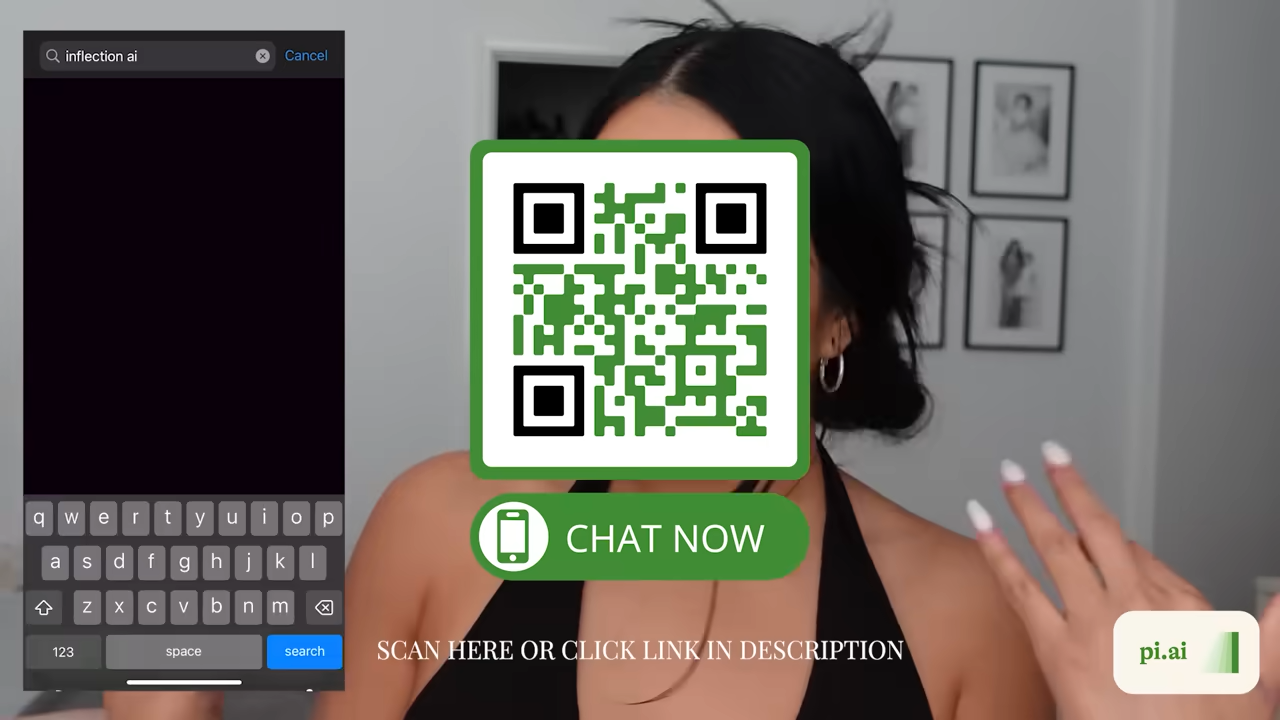 inflection ai
Cancel
q w e r t y u i o p
a s d f g h j k l
z x c v b n m
123
space
search
CHAT NOW
SCAN HERE OR CLICK LINK IN DESCRIPTION
pi.ai